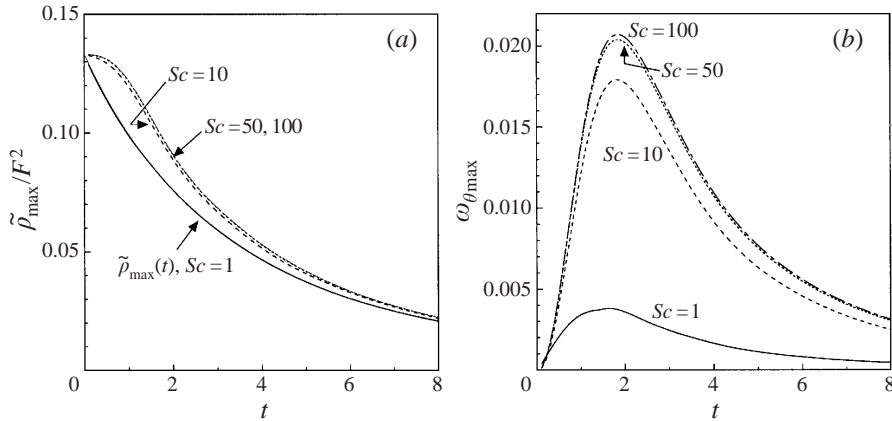 0.15
0.10
0.05
0
2
4
6
8
t
ρ̃max/F²
(a)
Sc = 10
Sc = 50, 100
ρ̃max(t), Sc = 1
0.020
0.015
0.010
0.005
0
2
4
6
8
t
ωθmax
(b)
Sc = 100
Sc = 50
Sc = 10
Sc = 1